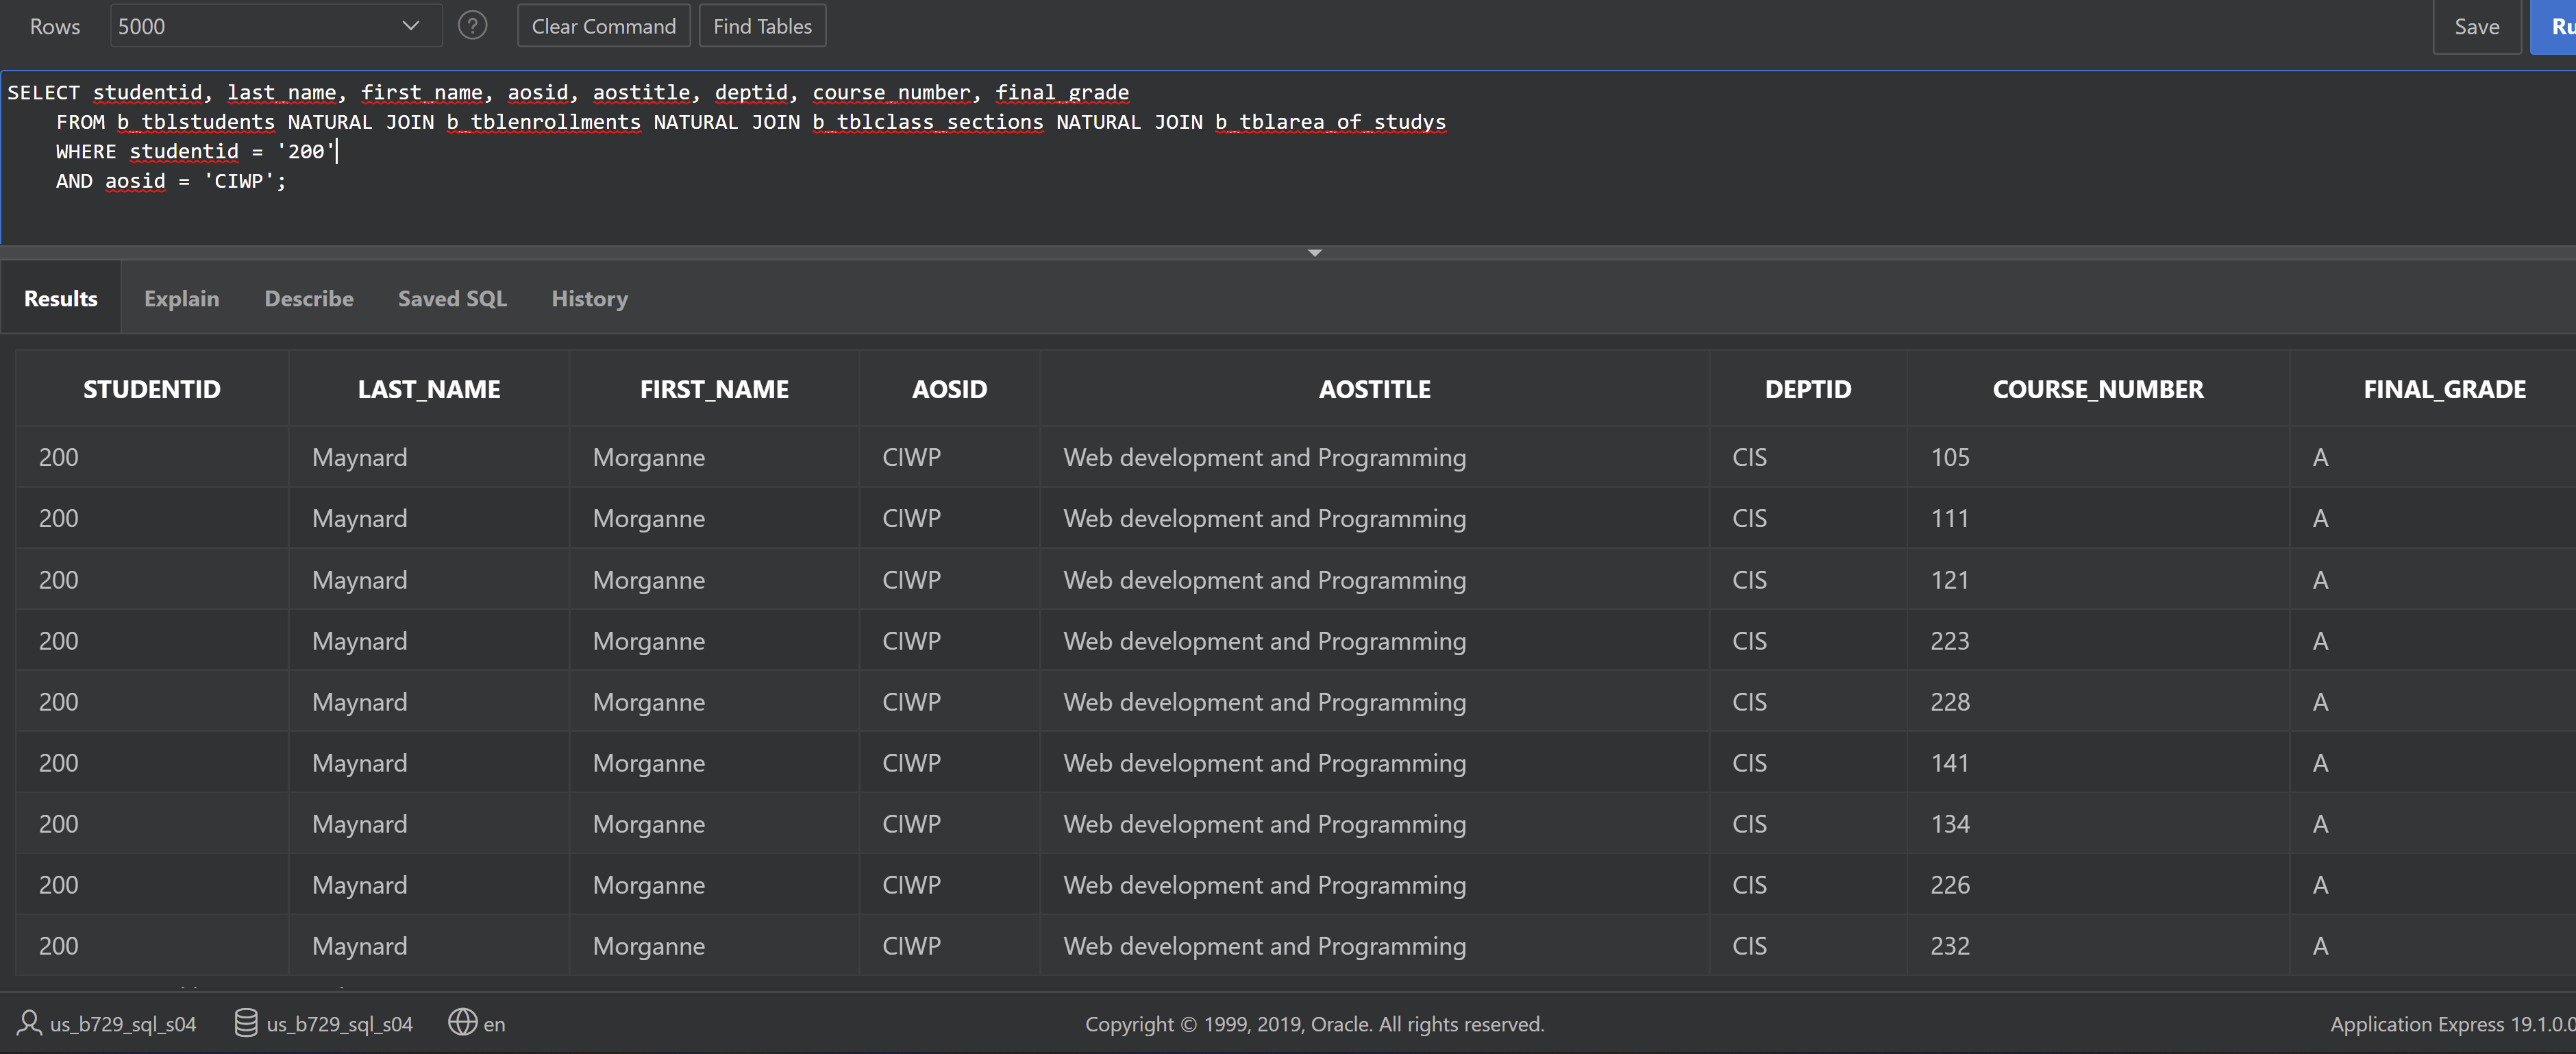 Rows 5000 ? Clear Command Find Tables Save Ru
SELECT studentid, last_name, first_name, aosid, aostitle, deptid, course_number, final_grade
FROM b_tblstudents NATURAL JOIN b_tblenrollments NATURAL JOIN b_tblclass_sections NATURAL JOIN b_tblarea_of_studys
WHERE studentid = '200'
AND aosid = 'CIWP';
Results Explain Describe Saved SQL History
STUDENTID LAST_NAME FIRST_NAME AOSID AOSTITLE DEPTID COURSE_NUMBER FINAL_GRADE
200 Maynard Morganne CIWP Web development and Programming CIS 105 A
200 Maynard Morganne CIWP Web development and Programming CIS 111 A
200 Maynard Morganne CIWP Web development and Programming CIS 121 A
200 Maynard Morganne CIWP Web development and Programming CIS 223 A
200 Maynard Morganne CIWP Web development and Programming CIS 228 A
200 Maynard Morganne CIWP Web development and Programming CIS 141 A
200 Maynard Morganne CIWP Web development and Programming CIS 134 A
200 Maynard Morganne CIWP Web development and Programming CIS 226 A
200 Maynard Morganne CIWP Web development and Programming CIS 232 A
us_b729_sql_s04 us_b729_sql_s04 en Copyright © 1999, 2019, Oracle. All rights reserved. Application Express 19.1.0.0